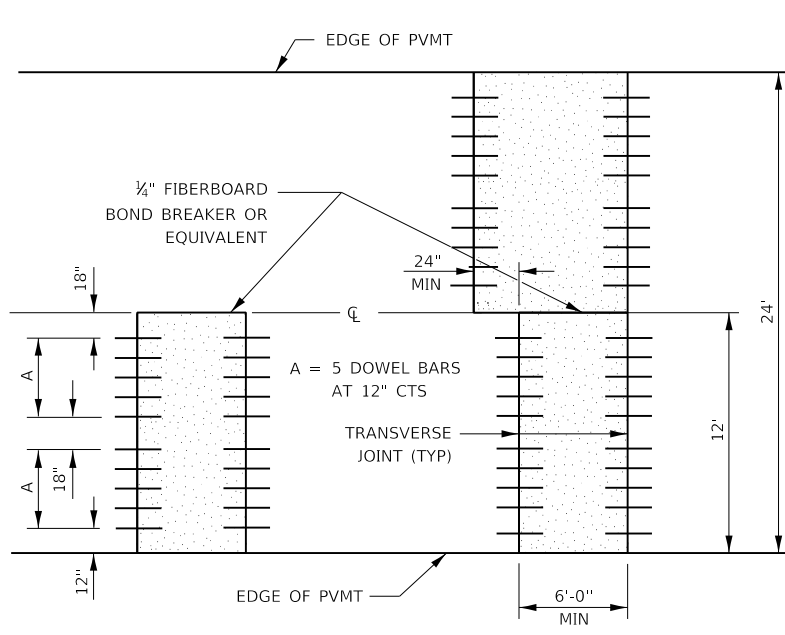 EDGE OF PVMT
¼" FIBERBOARD
BOND BREAKER OR
EQUIVALENT
24"
MIN
18"
℄
24'
A
A = 5 DOWEL BARS
AT 12" CTS
12'
TRANSVERSE
JOINT (TYP)
A
18"
12"
EDGE OF PVMT
6'-0"
MIN